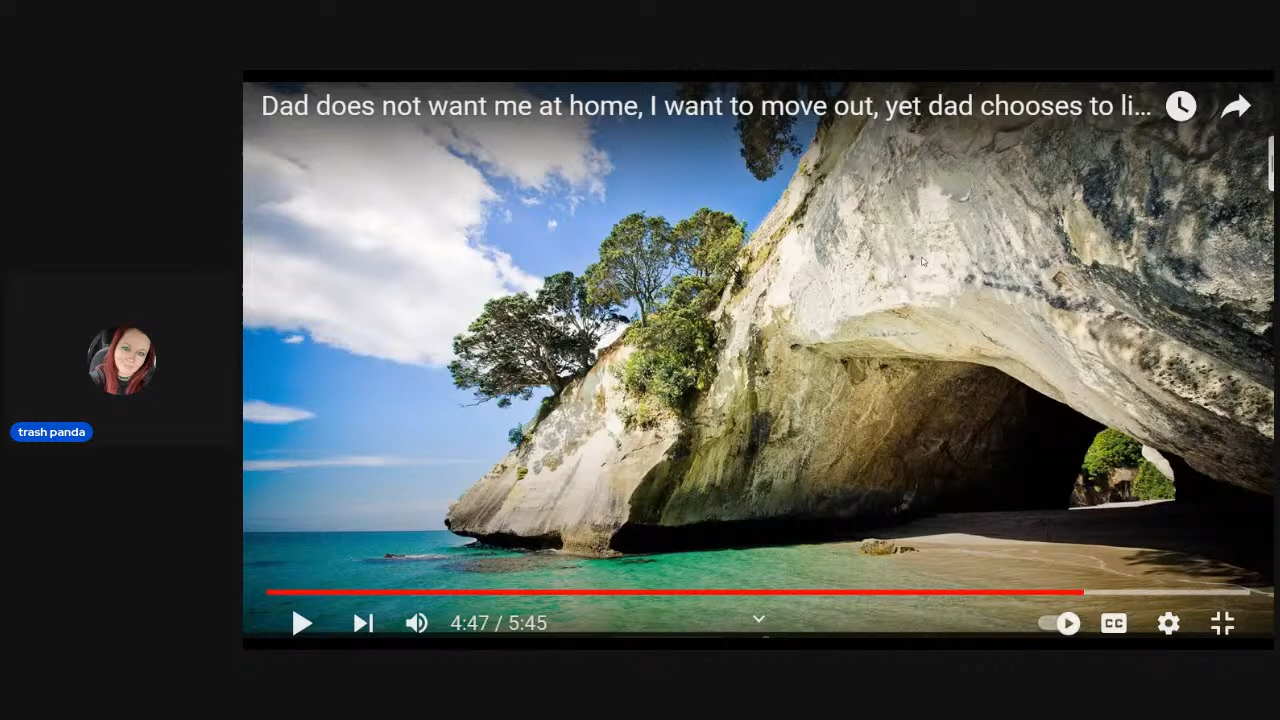 Dad does not want me at home, I want to move out, yet dad chooses to li...
trash panda
4:47 / 5:45
CC